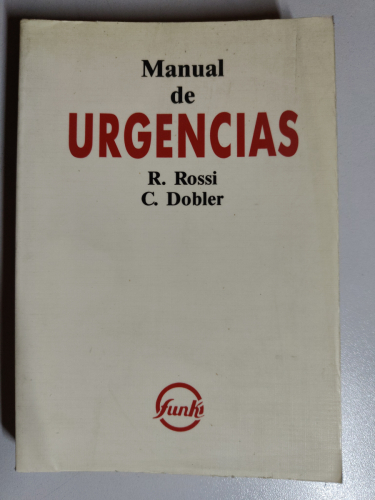 Manual
de
URGENCIAS
R. Rossi
C. Dobler
funk